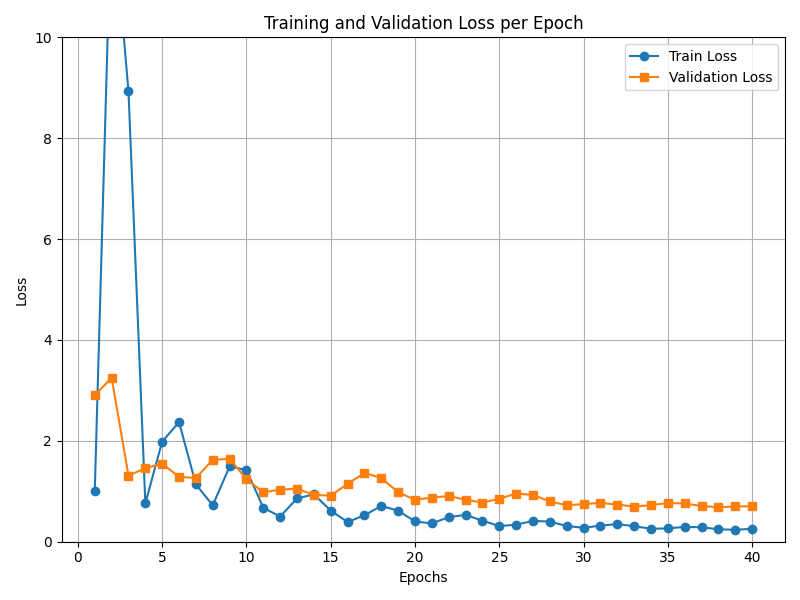 Training and Validation Loss per Epoch
Train Loss
Validation Loss
Loss
10
8
6
4
2
0
0 5 10 15 20 25 30 35 40
Epochs